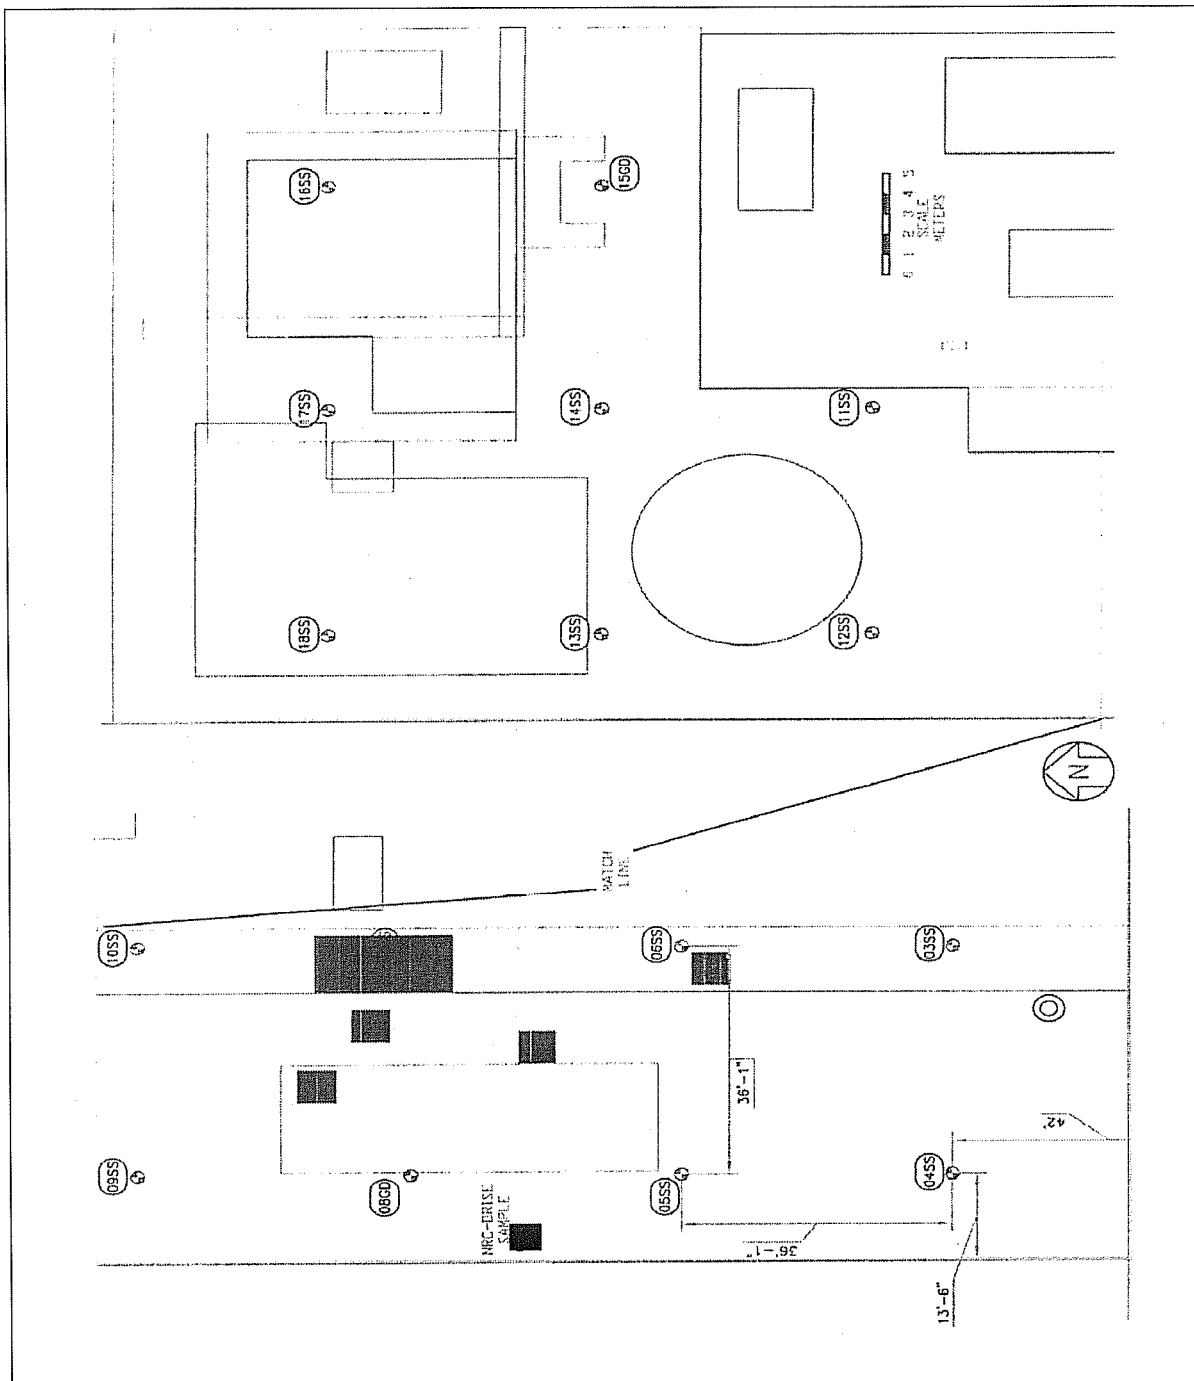 16SS
15GD
0 1 2 3 4 5
SCALE
METERS
17SS
14SS
11SS
18SS
13SS
12SS
N
MATCH
LINE
10SS
06SS
03SS
36'-1"
42'
09SS
08GD
05SS
04SS
NRC-ORISE
SAMPLE
36'-1"
13'-6"